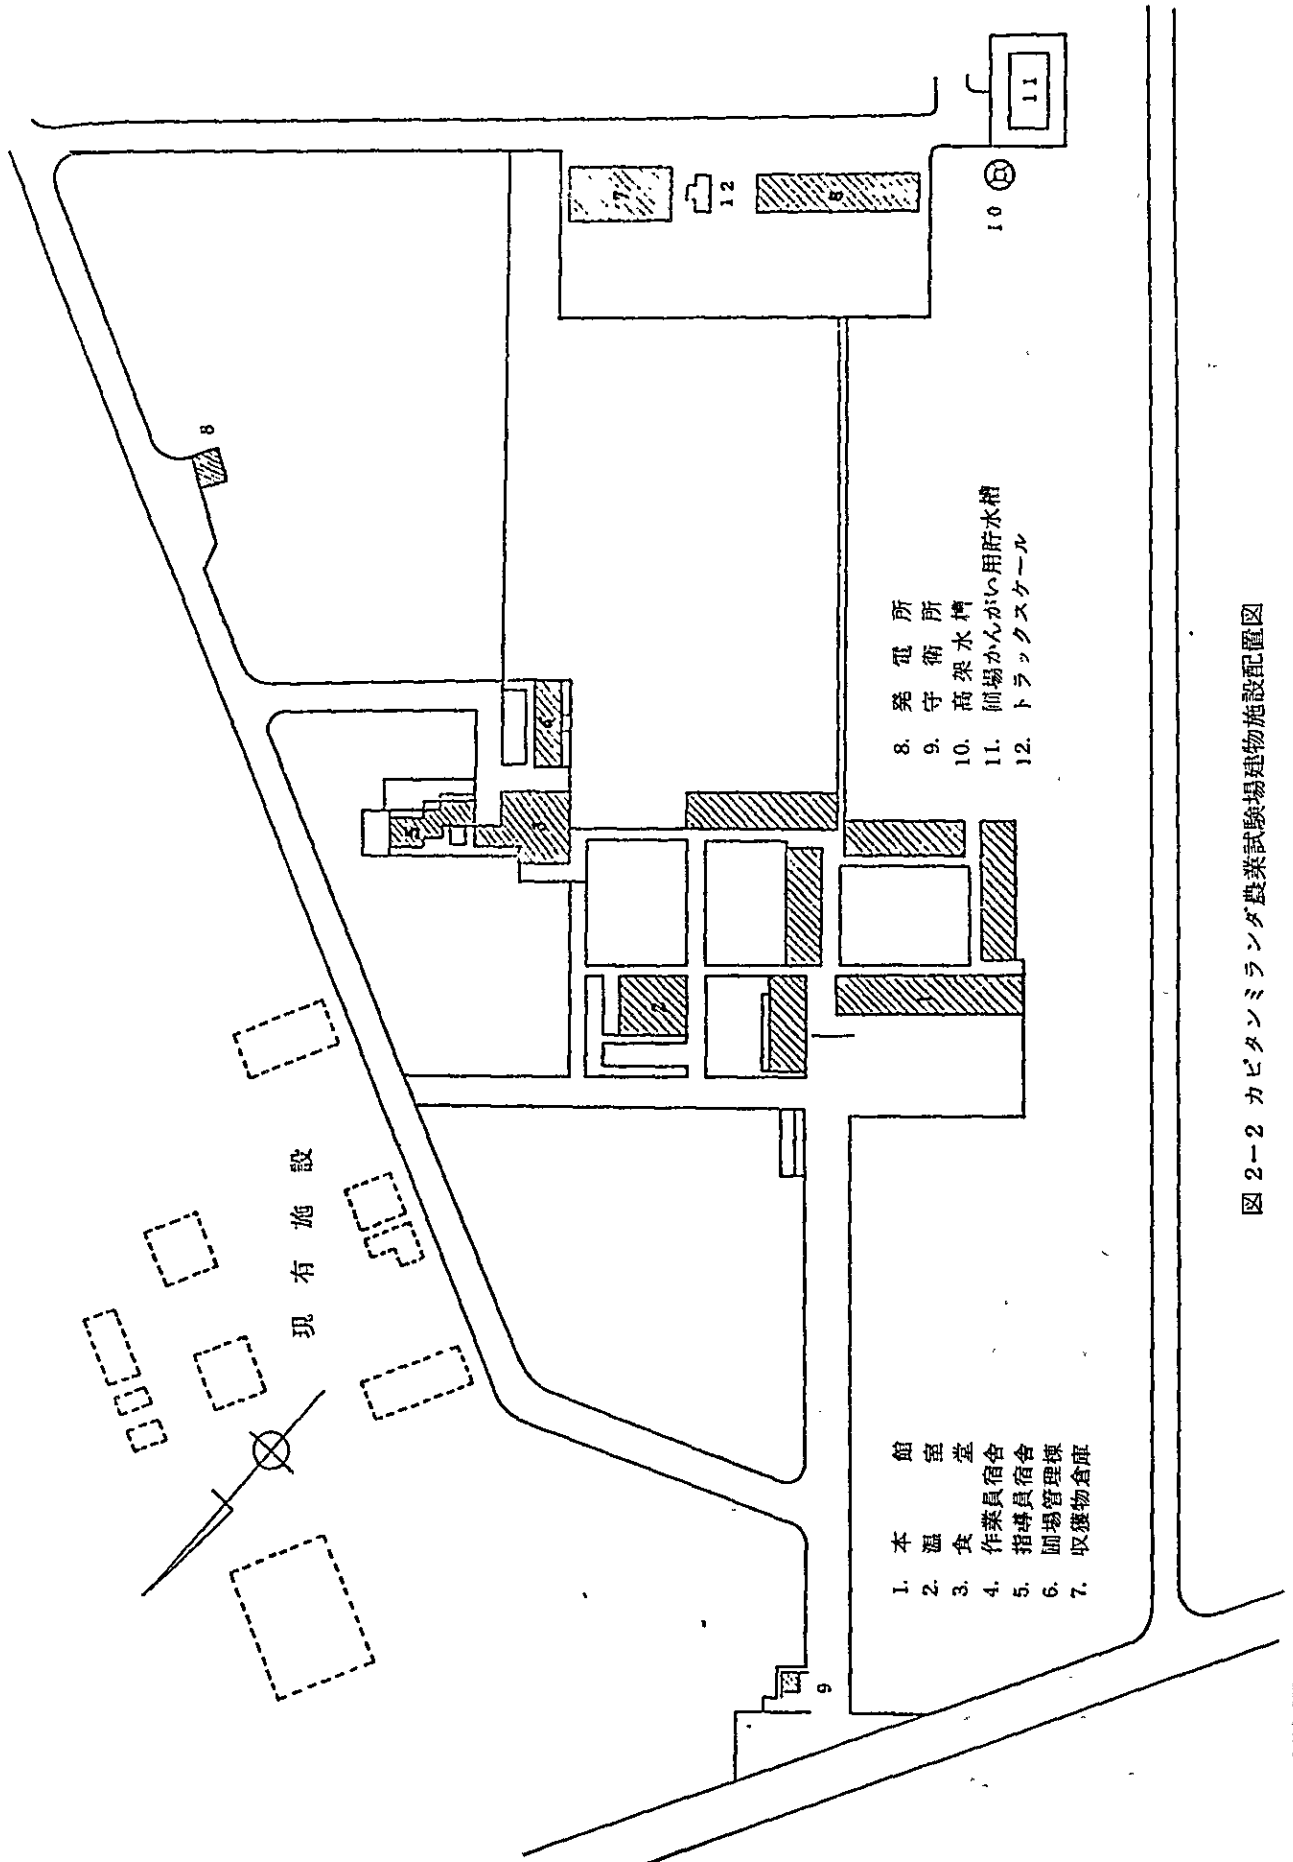 現有施設
8
7
12
8
11
10
5
6
3
2
1
9
1. 本館
2. 温室
3. 食堂
4. 作業員宿舎
5. 指導員宿舎
6. 圃場管理棟
7. 収獲物倉庫
8. 発電所
9. 守衛所
10. 高架水槽
11. 圃場かんがい用貯水槽
12. トラックスケール
図2-2 カピタンミランダ農業試験場建物施設配置図